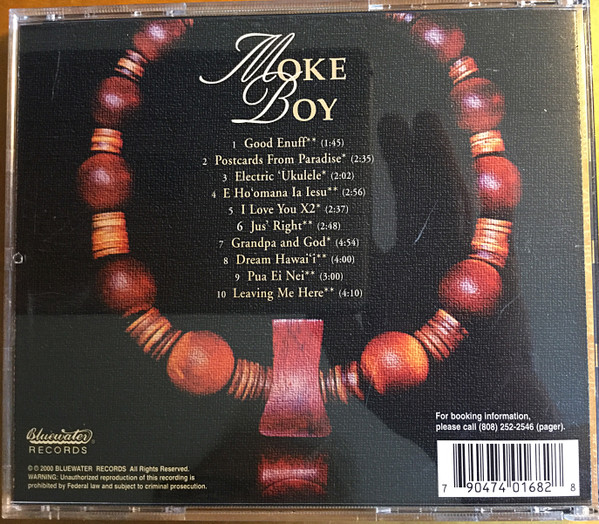 Moke
Boy
1 Good Enuff** (1:45)
2 Postcards From Paradise* (2:35)
3 Electric ‘Ukulele* (2:02)
4 E Ho‘omana Ia Iesu** (2:56)
5 I Love You X2* (2:37)
6 Jus' Right** (2:48)
7 Grandpa and God* (4:54)
8 Dream Hawai‘i** (4:00)
9 Pua Ei Nei** (3:00)
10 Leaving Me Here** (4:10)
For booking information,
please call (808) 252-2546 (pager).
Bluewater
RECORDS
℗ © 2000 BLUEWATER RECORDS All Rights Reserved.
WARNING: Unauthorized reproduction of this recording is
prohibited by Federal law and subject to criminal prosecution.
7 90474 01682 8